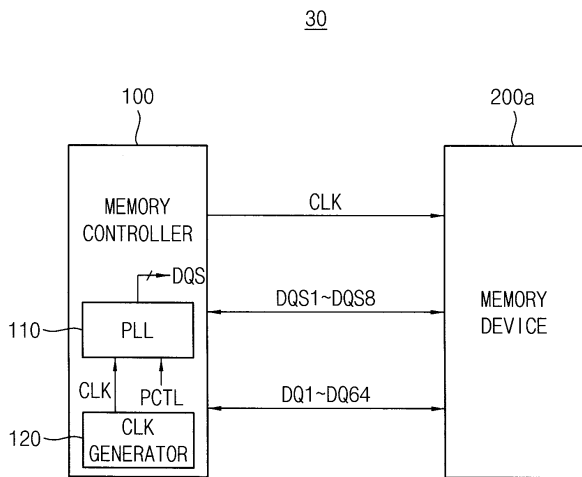 30
100
200a
MEMORY
CONTROLLER
CLK
DQS
DQS1~DQS8
MEMORY
DEVICE
110
PLL
CLK
PCTL
DQ1~DQ64
120
CLK
GENERATOR